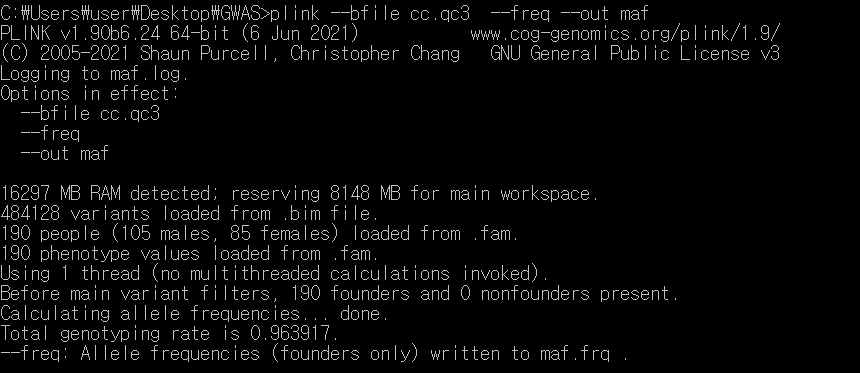 C:₩Users₩user₩Desktop₩GWAS>plink --bfile cc.qc3  --freq --out maf
PLINK v1.90b6.24 64-bit (6 Jun 2021)           www.cog-genomics.org/plink/1.9/
(C) 2005-2021 Shaun Purcell, Christopher Chang   GNU General Public License v3
Logging to maf.log.
Options in effect:
  --bfile cc.qc3
  --freq
  --out maf

16297 MB RAM detected; reserving 8148 MB for main workspace.
484128 variants loaded from .bim file.
190 people (105 males, 85 females) loaded from .fam.
190 phenotype values loaded from .fam.
Using 1 thread (no multithreaded calculations invoked).
Before main variant filters, 190 founders and 0 nonfounders present.
Calculating allele frequencies... done.
Total genotyping rate is 0.963917.
--freq: Allele frequencies (founders only) written to maf.frq .